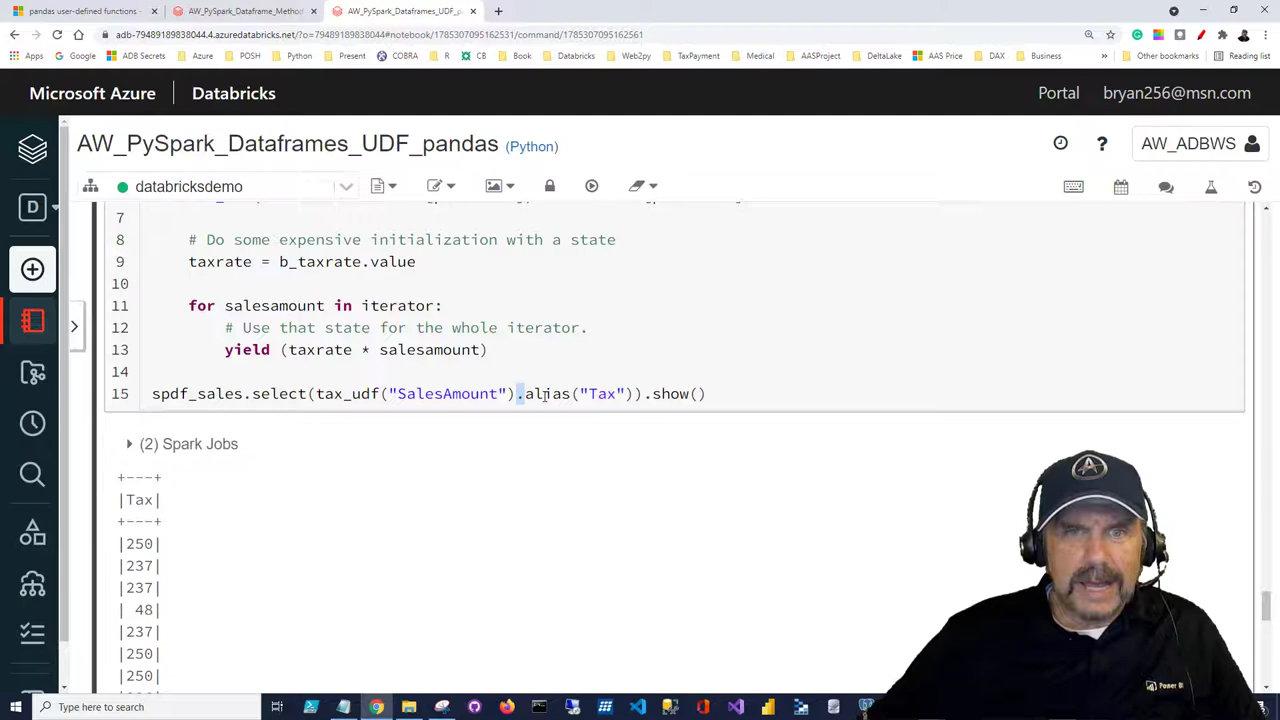 pandas user-defined functions -
AW_PySpark_Dataframe_Method
AW_PySpark_Dataframes_UDF_p
adb-79489189838044.4.azuredatabricks.net/?o=79489189838044#notebook/1785307095162531/command/1785307095162561
Apps Google ADB Secrets Azure POSH Python Present COBRA R CB Book Databricks Web2py TaxPayment Medical AASProject DeltaLake AAS Price DAX Business » Other bookmarks Reading list
Microsoft Azure Databricks Portal bryan256@msn.com
AW_PySpark_Dataframes_UDF_pandas (Python) ? AW_ADBWS
databricksdemo
D
7
8 # Do some expensive initialization with a state
9 taxrate = b_taxrate.value
10
11 for salesamount in iterator:
12 # Use that state for the whole iterator.
13 yield (taxrate * salesamount)
14
15 spdf_sales.select(tax_udf("SalesAmount").alias("Tax")).show()
(2) Spark Jobs
+---+
|Tax|
+---+
|250|
|237|
|237|
| 48|
|237|
|250|
|250|
Power BI
Type here to search